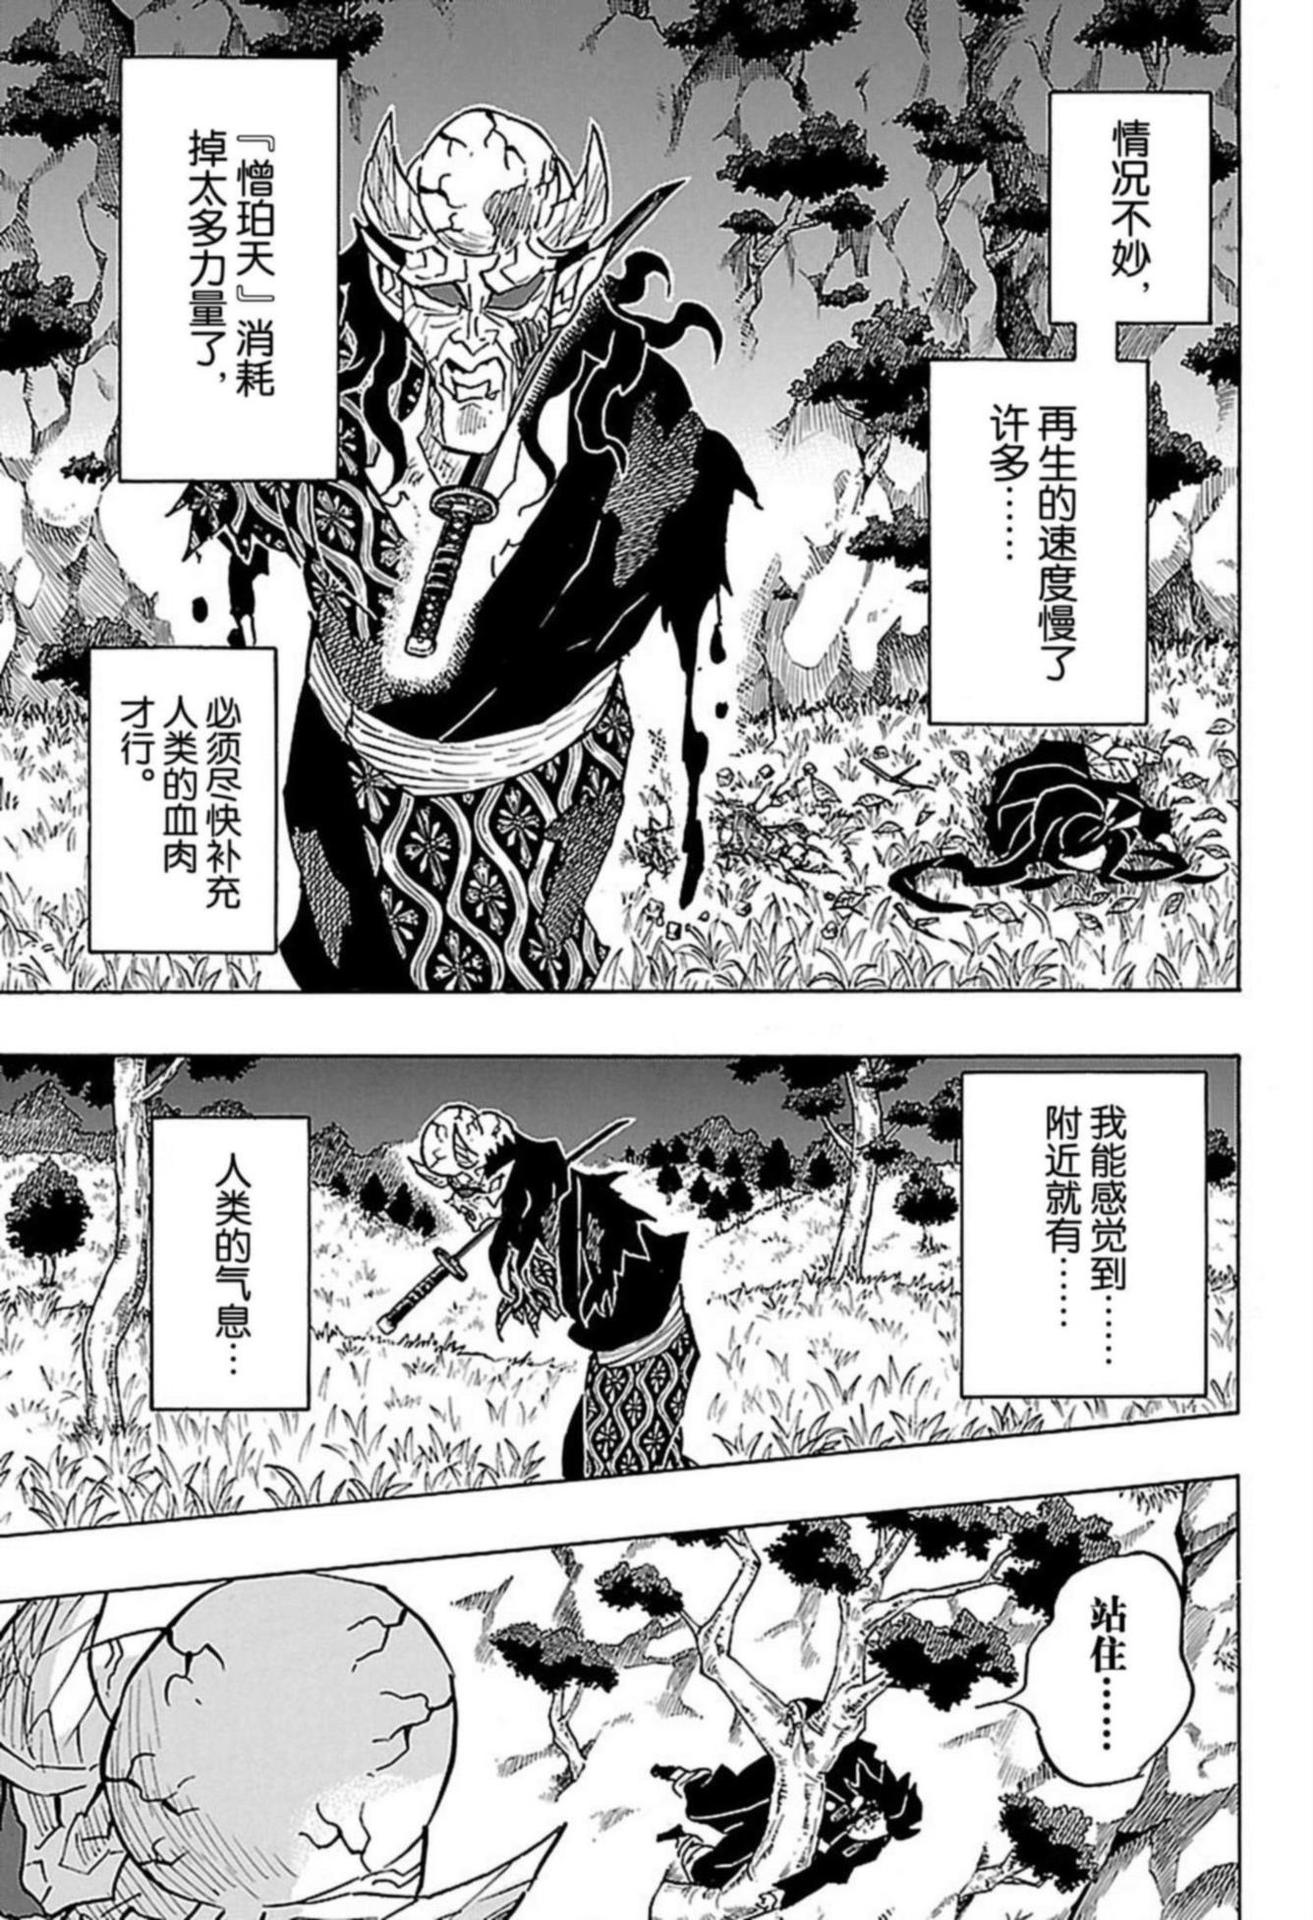 情况不妙，
再生的速度慢了
许多……
『憎珀天』消耗
掉太多力量了，
必须尽快补充
人类的血肉
才行。
我能感觉到……
附近就有……
人类的气息…
站住……